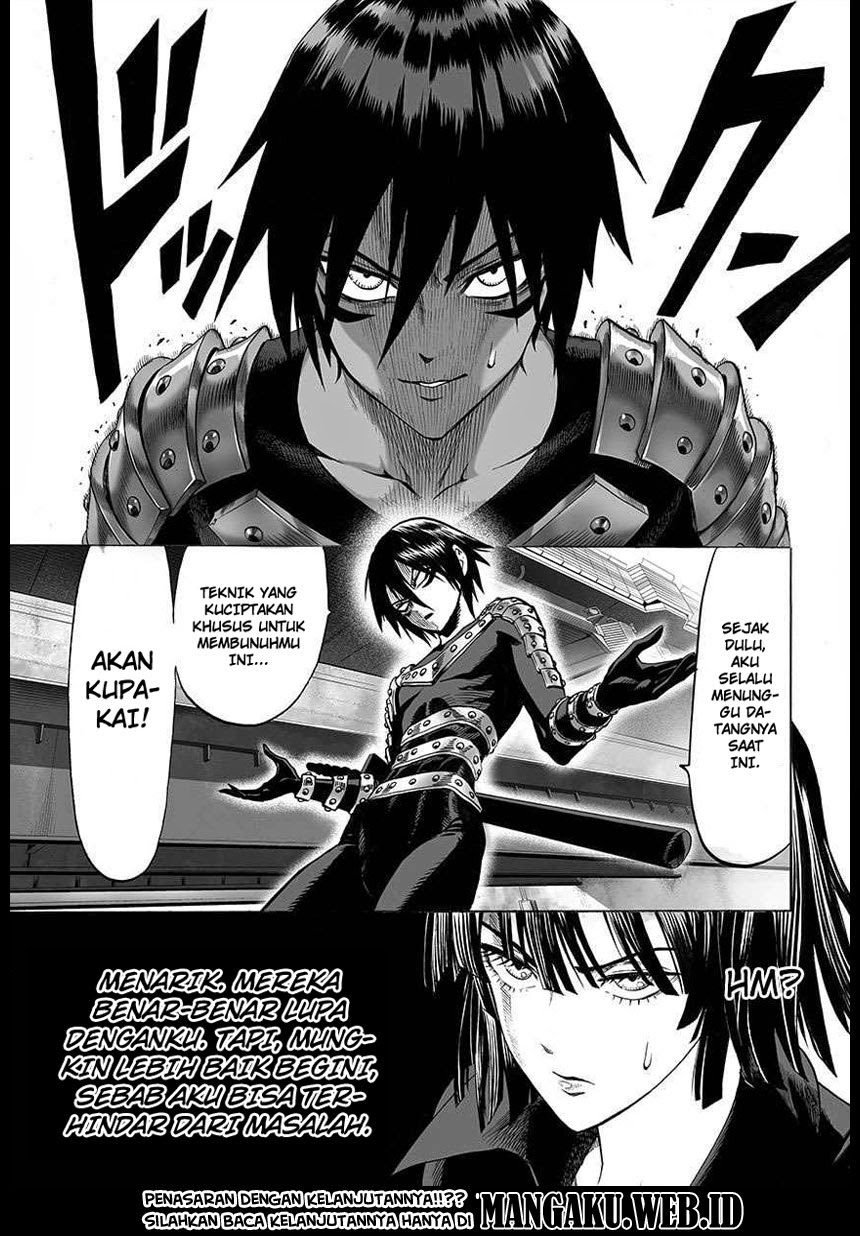 ドックン
SEJAK
DULU, AKU
SELALU
MENUNG-
GU DA-
TANGNYA
SAAT
INI.
TEKNIK YANG
KUCIPTAKAN
KHUSUS UNTUK
MEMBUNUHMU
INI...
AKAN
KUPA-
KAI!
HM?
MENARIK. MEREKA
BENAR-BENAR LUPA
DENGANKU. TAPI, MUNG-
KIN LEBIH BAIK BEGINI,
SEBAB AKU BISA TER-
HINDAR DARI MASALAH.
PENASARAN DENGAN KELANJUTANNYA!!??
SILAHKAN BACA KELANJUTANNYA HANYA DI MANGAKU.WEB.ID